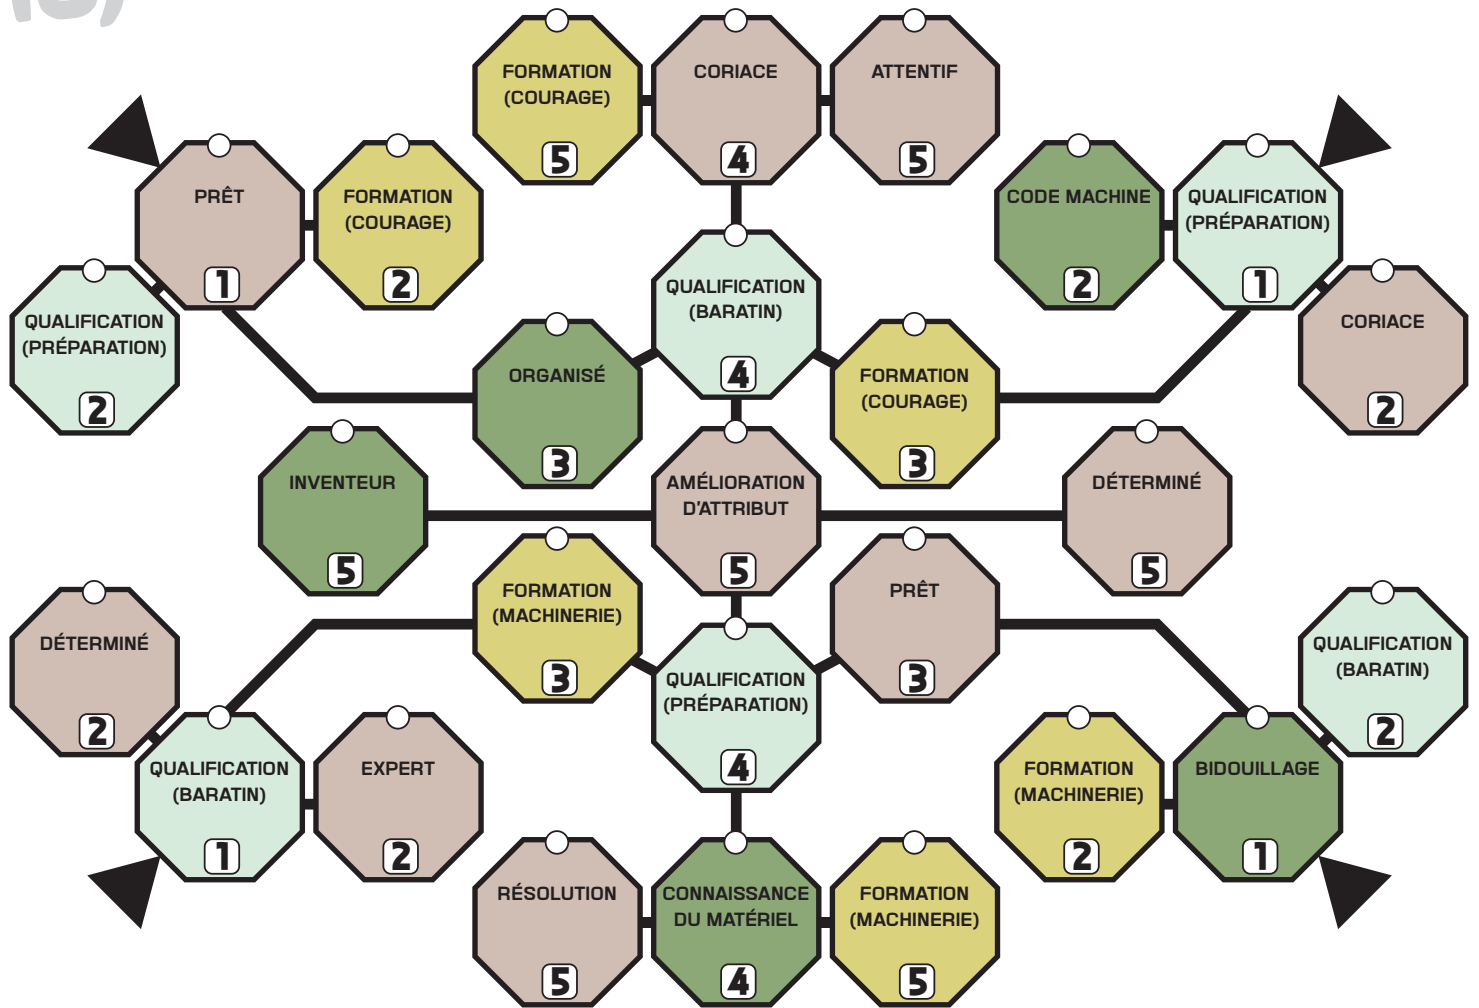 FORMATION
(COURAGE)
5
CORIACE
4
ATTENTIF
5
PRÊT
1
FORMATION
(COURAGE)
2
CODE MACHINE
2
QUALIFICATION
(PRÉPARATION)
1
QUALIFICATION
(PRÉPARATION)
2
ORGANISÉ
3
QUALIFICATION
(BARATIN)
4
FORMATION
(COURAGE)
3
CORIACE
2
INVENTEUR
5
AMÉLIORATION
D'ATTRIBUT
5
DÉTERMINÉ
5
DÉTERMINÉ
2
FORMATION
(MACHINERIE)
3
PRÊT
3
QUALIFICATION
(BARATIN)
2
QUALIFICATION
(PRÉPARATION)
4
QUALIFICATION
(BARATIN)
1
EXPERT
2
FORMATION
(MACHINERIE)
2
BIDOUILLAGE
1
RÉSOLUTION
5
CONNAISSANCE
DU MATÉRIEL
4
FORMATION
(MACHINERIE)
5